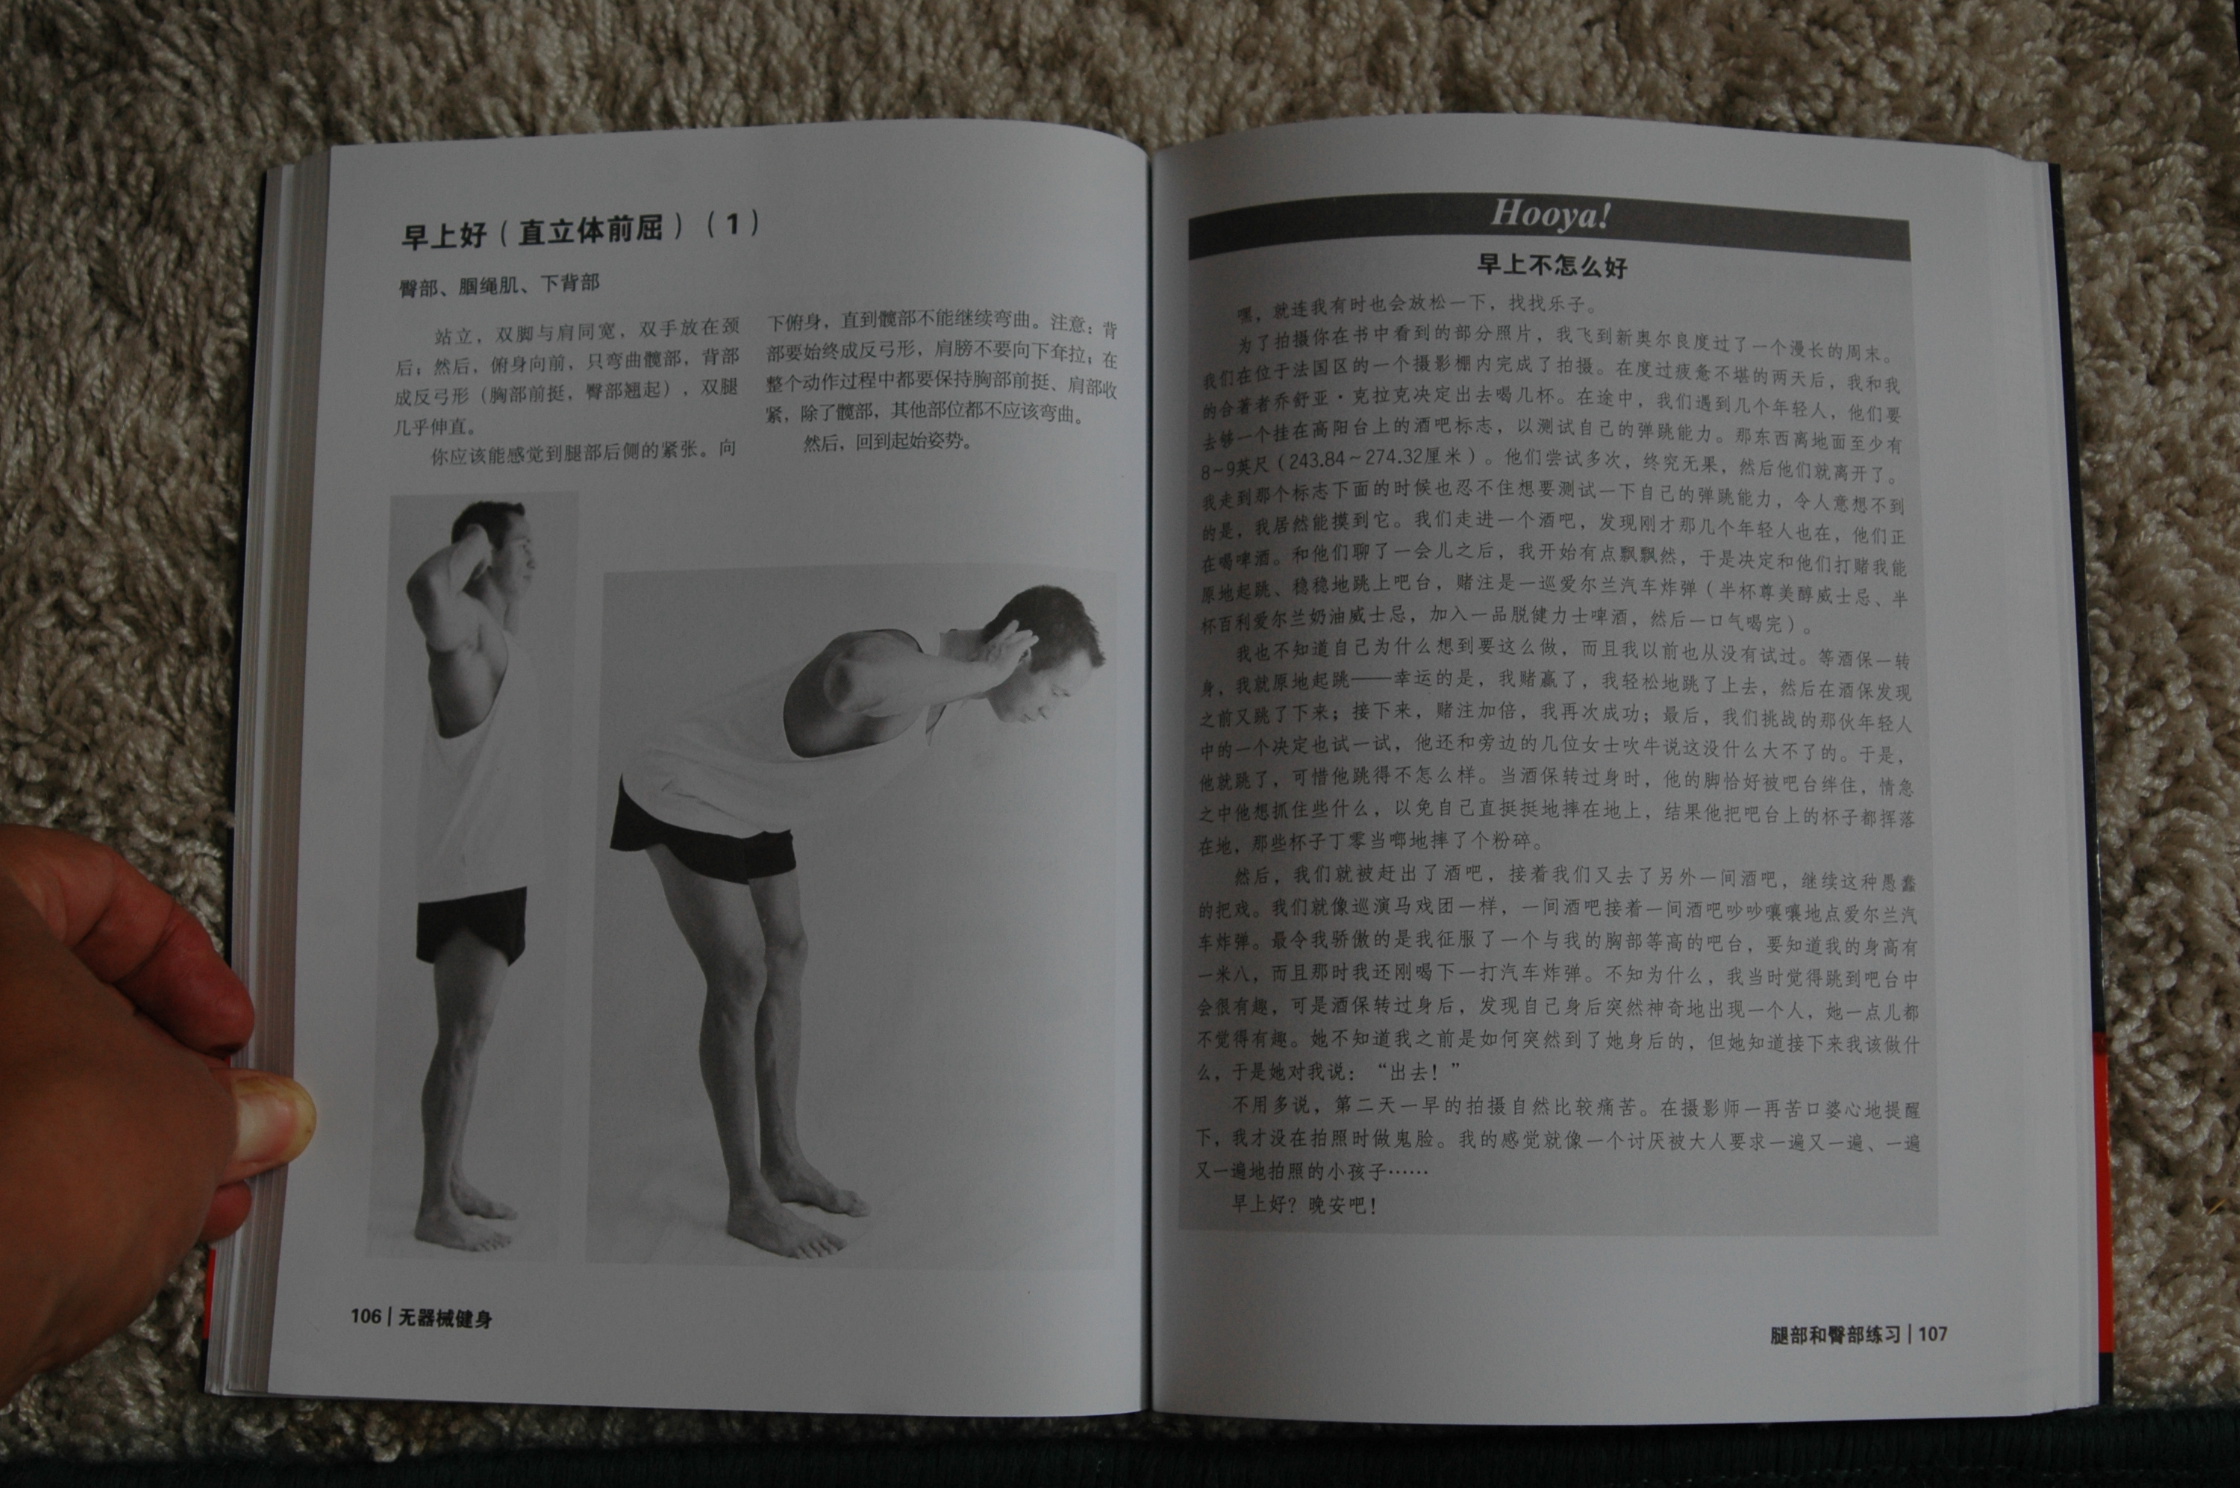 早上好（直立体前屈）（1）
臀部、腘绳肌、下背部
站立，双脚与肩同宽，双手放在颈
后；然后，俯身向前，只弯曲髋部，背部
成反弓形（胸部前挺，臀部翘起），双腿
几乎伸直。
你应该能感觉到腿部后侧的紧张。向
下俯身，直到髋部不能继续弯曲。注意：背
部要始终成反弓形，肩膀不要向下耷拉，在
整个动作过程中都要保持胸部前挺、肩部收
紧，除了髋部，其他部位都不应该弯曲。
然后，回到起始姿势。
106 | 无器械健身
Hooya!
早上不怎么好
嘿，就连我有时也会放松一下，找找乐子。
为了拍摄你在书中看到的部分照片，我飞到新奥尔良度过了一个漫长的周末。
我们在位于法国区的一个摄影棚内完成了拍摄。在度过疲惫不堪的两天后，我和我
的合著者乔舒亚·克拉克决定出去喝几杯。在途中，我们遇到几个年轻人，他们要
去够一个挂在高阳台上的酒吧标志，以测试自己的弹跳能力。那东西离地面至少有
8~9英尺（243.84~274.32厘米）。他们尝试多次，终究无果，然后他们就离开了。
我走到那个标志下面的时候也忍不住想要测试一下自己的弹跳能力，令人意想不到
的是，我居然能摸到它。我们走进一个酒吧，发现刚才那几个年轻人也在，他们正
在喝啤酒。和他们聊了一会儿之后，我开始有点飘飘然，于是决定和他们打赌我能
原地起跳、稳稳地跳上吧台，赌注是一巡爱尔兰汽车炸弹（半杯尊美醇威士忌、半
杯百利爱尔兰奶油威士忌，加入一品脱健力士啤酒，然后一口气喝完）。
我也不知道自己为什么想到要这么做，而且我以前也从没有试过。等酒保一转
身，我就原地起跳——幸运的是，我赌赢了，我轻松地跳了上去，然后在酒保发现
之前又跳了下来；接下来，赌注加倍，我再次成功；最后，我们挑战的那伙年轻人
中的一个决定也试一试，他还和旁边的几位女士吹牛说这没什么大不了的。于是，
他就跳了，可惜他跳得不怎么样。当酒保转过身时，他的脚恰好被吧台绊住，情急
之中他想抓住些什么，以免自己直挺挺地摔在地上，结果他把吧台上的杯子都挥落
在地，那些杯子丁零当啷地摔了个粉碎。
然后，我们就被赶出了酒吧，接着我们又去了另外一间酒吧，继续这种愚蠢
的把戏。我们就像巡演马戏团一样，一间酒吧接着一间酒吧吵吵嚷嚷地点爱尔兰汽
车炸弹。最令我骄傲的是我征服了一个与我的胸部等高的吧台，要知道我的身高有
一米八，而且那时我还刚喝下一打汽车炸弹。不知为什么，我当时觉得跳到吧台中
会很有趣，可是酒保转过身后，发现自己身后突然神奇地出现一个人，她一点儿都
不觉得有趣。她不知道我之前是如何突然到了她身后的，但她知道接下来我该做什
么，于是她对我说：“出去！”
不用多说，第二天一早的拍摄自然比较痛苦。在摄影师一再苦口婆心地提醒
下，我才没在拍照时做鬼脸。我的感觉就像一个讨厌被大人要求一遍又一遍、一遍
又一遍地拍照的小孩子……
早上好？晚安吧！
腿部和臀部练习 | 107